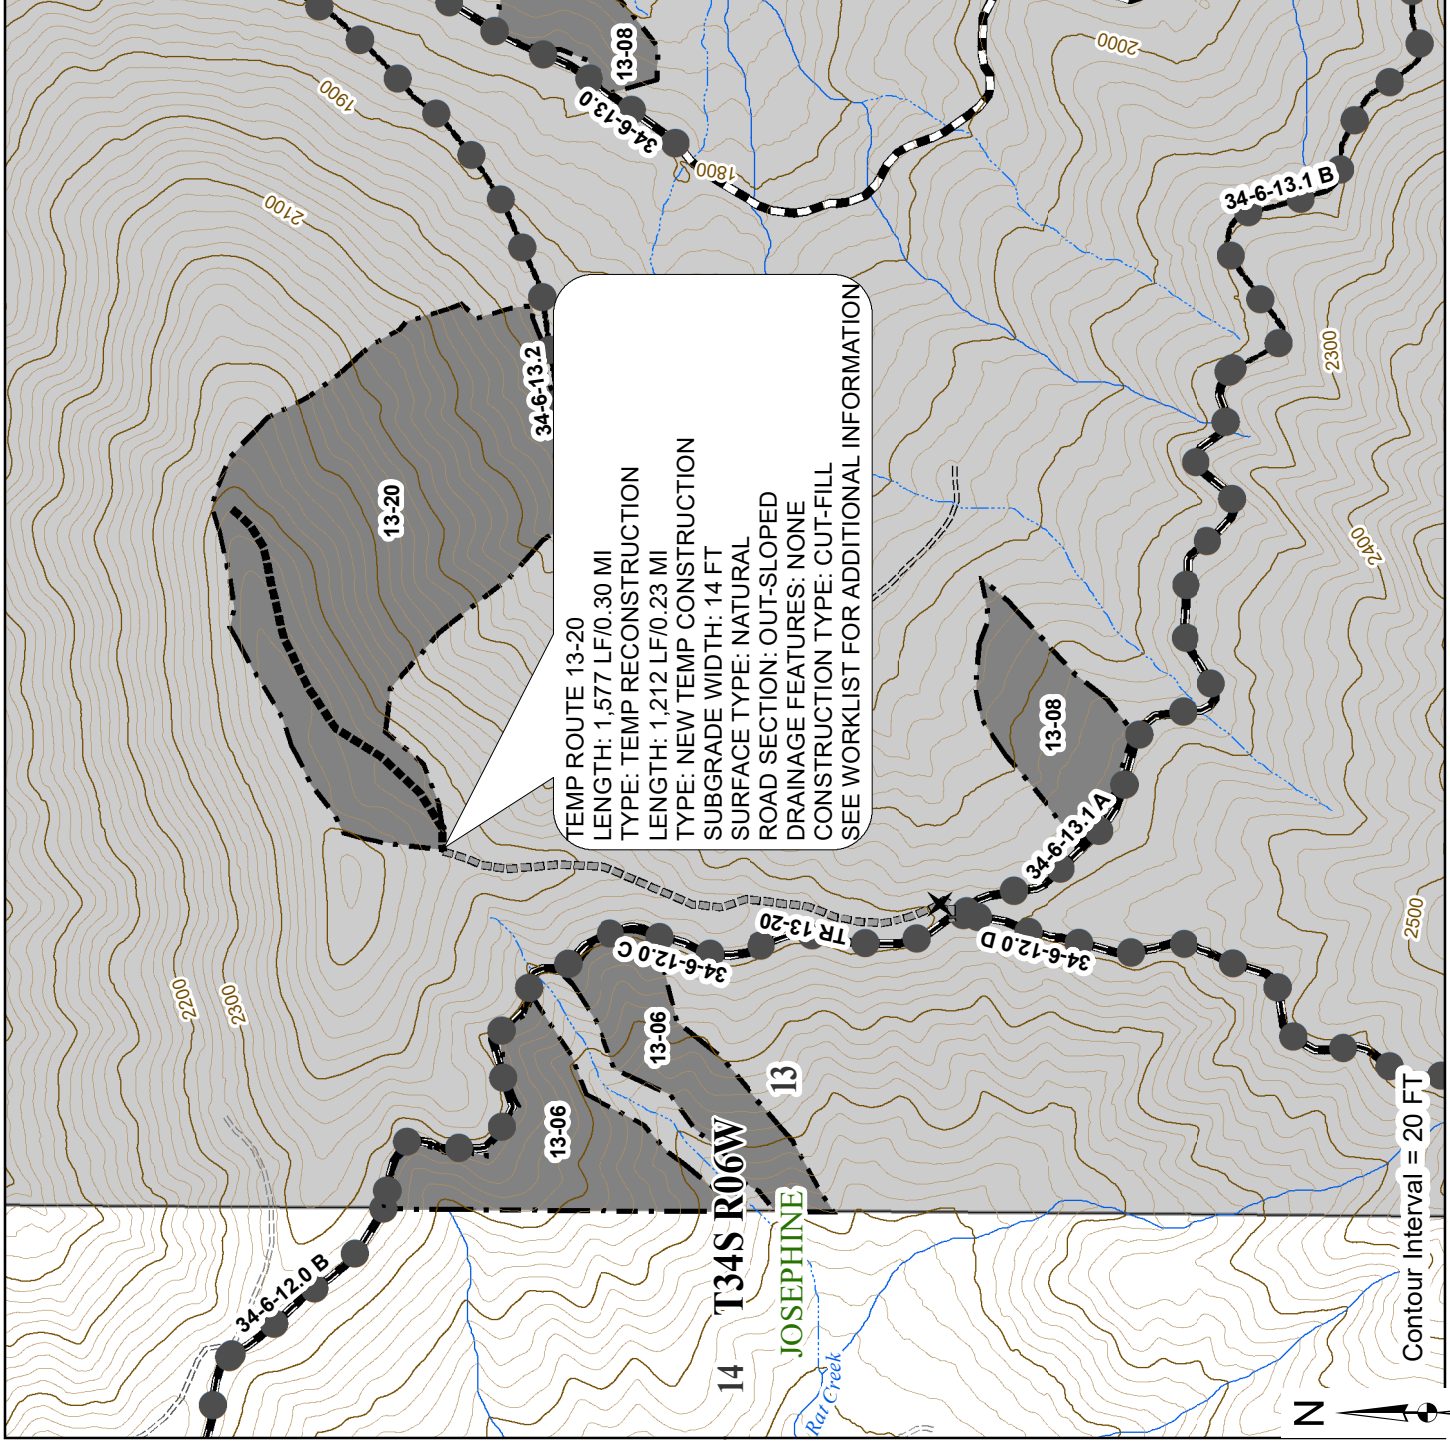 TEMP ROUTE 13-20
LENGTH: 1,577 LF/0.30 MI
TYPE: TEMP RECONSTRUCTION
LENGTH: 1,212 LF/0.23 MI
TYPE: NEW TEMP CONSTRUCTION
SUBGRADE WIDTH: 14 FT
SURFACE TYPE: NATURAL
ROAD SECTION: OUT-SLOPED
DRAINAGE FEATURES: NONE
CONSTRUCTION TYPE: CUT-FILL
SEE WORKLIST FOR ADDITIONAL INFORMATION
34-6-12.0 B
2200
2300
13-06
13-06
34-6-12.0 C
TR 13-20
34-6-12.0 D
34-6-13.1 A
13-08
13-20
34-6-13.2
2100
1900
34-6-13.0
13-08
1800
2000
34-6-13.1 B
2300
2400
2500
14
T34S R06W
13
JOSEPHINE
Rat Creek
N
Contour Interval = 20 FT